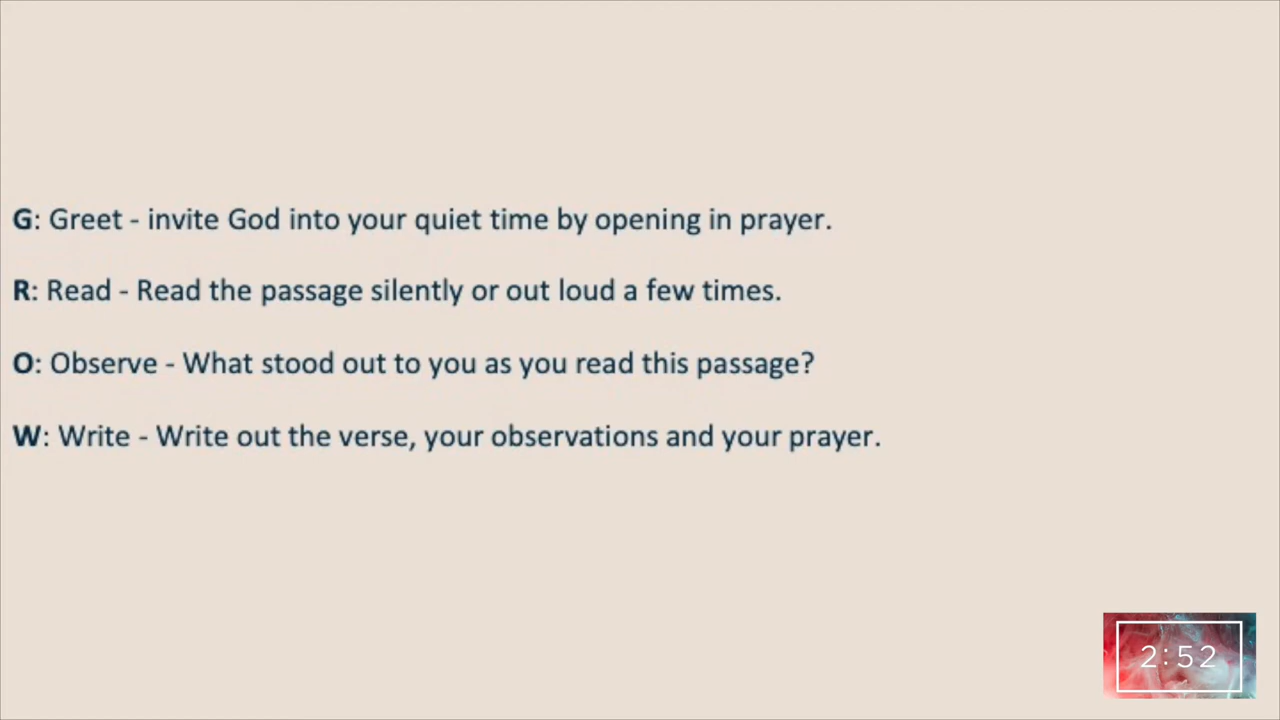 G: Greet - invite God into your quiet time by opening in prayer.
R: Read - Read the passage silently or out loud a few times.
O: Observe - What stood out to you as you read this passage?
W: Write - Write out the verse, your observations and your prayer.
2:52